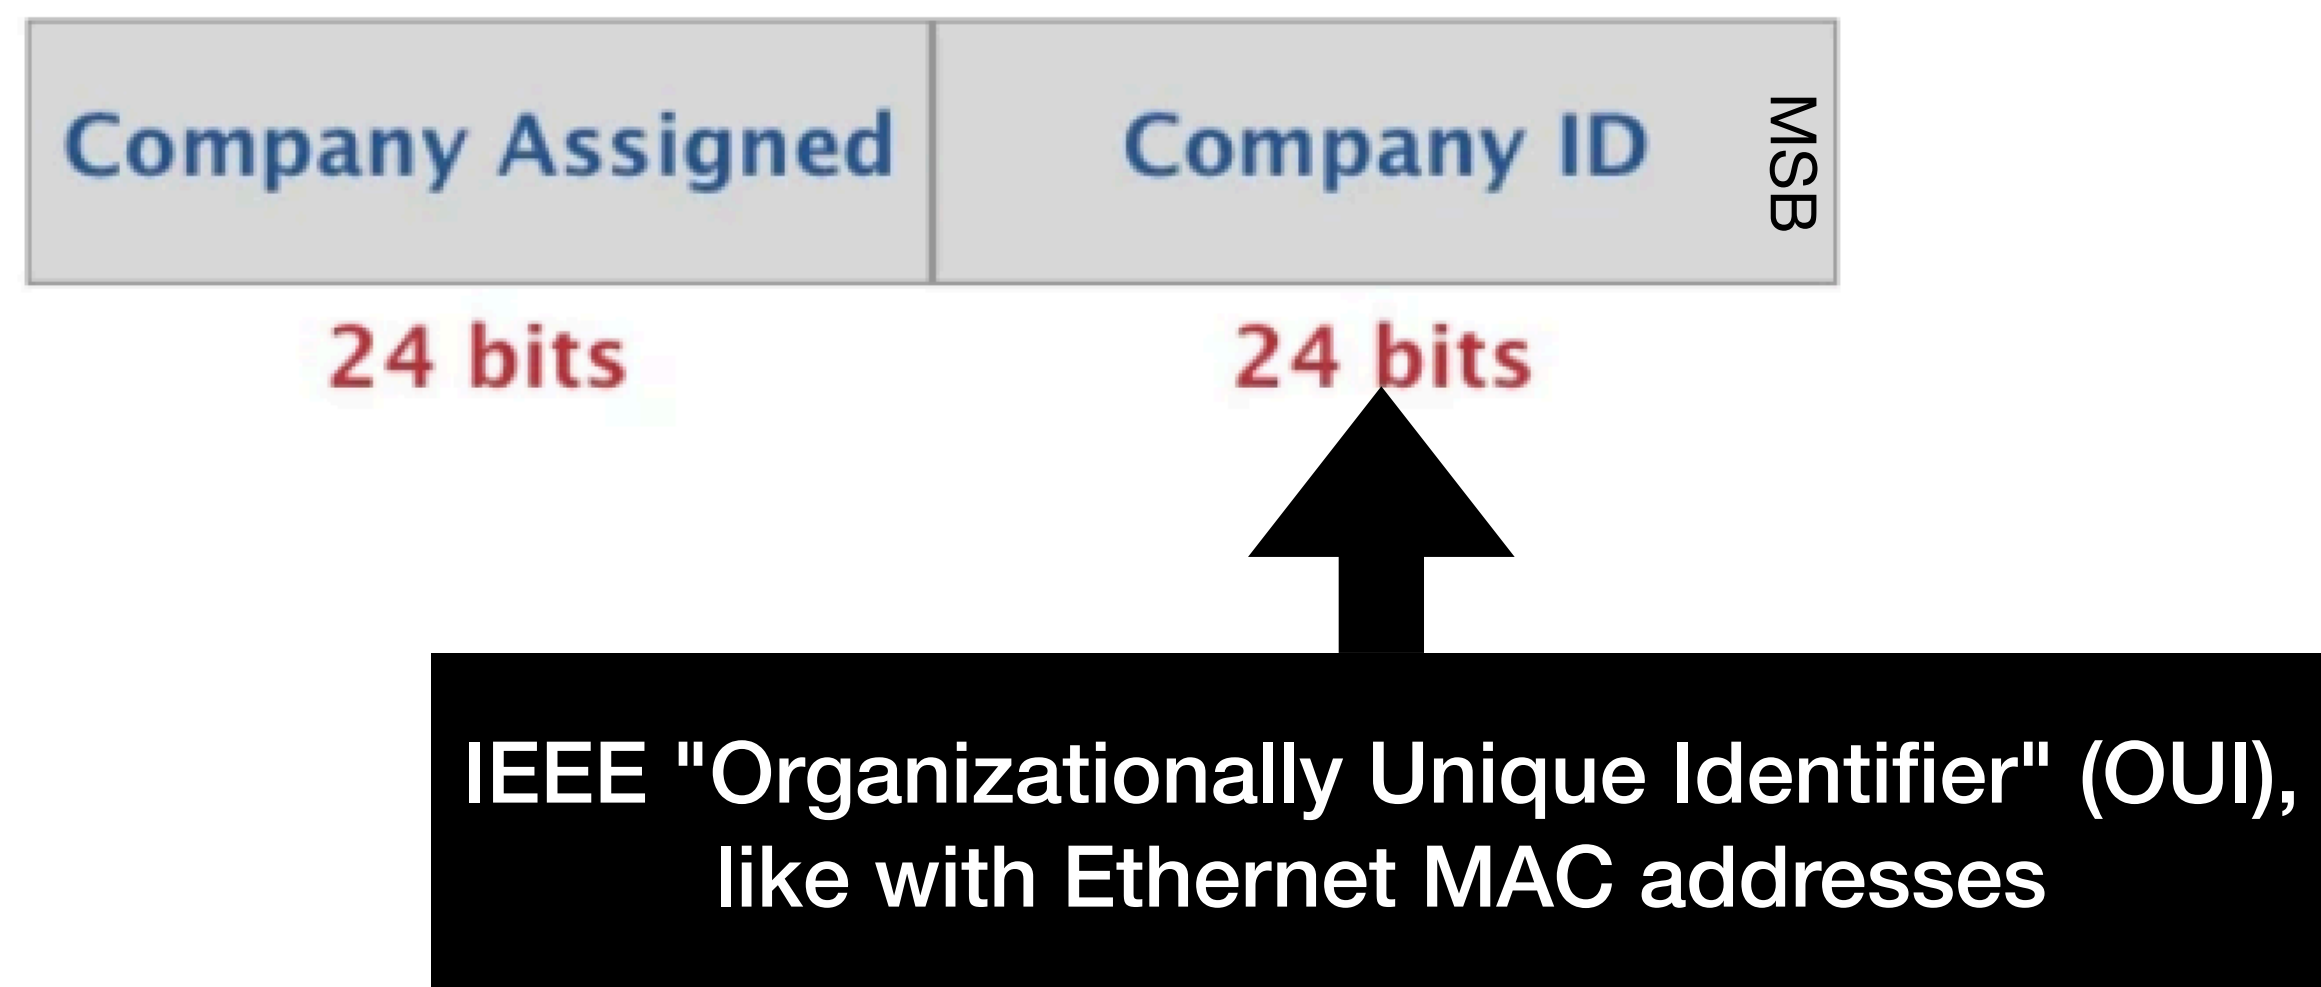 Company Assigned
Company ID
MSB
24 bits
24 bits
IEEE "Organizationally Unique Identifier" (OUI),
like with Ethernet MAC addresses